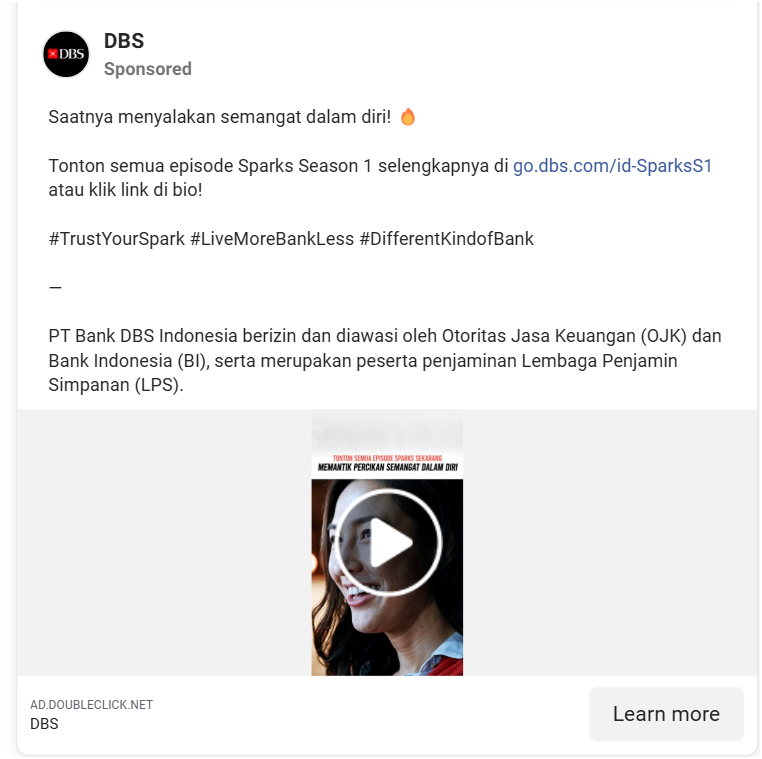 DBS
DBS
Sponsored
Saatnya menyalakan semangat dalam diri! 🔥
Tonton semua episode Sparks Season 1 selengkapnya di go.dbs.com/id-SparksS1
atau klik link di bio!
#TrustYourSpark #LiveMoreBankLess #DifferentKindofBank
—
PT Bank DBS Indonesia berizin dan diawasi oleh Otoritas Jasa Keuangan (OJK) dan
Bank Indonesia (BI), serta merupakan peserta penjaminan Lembaga Penjamin
Simpanan (LPS).
TONTON SEMUA EPISODE SPARKS SEKARANG
MEMANTIK PERCIKAN SEMANGAT DALAM DIRI
AD.DOUBLECLICK.NET
DBS
Learn more